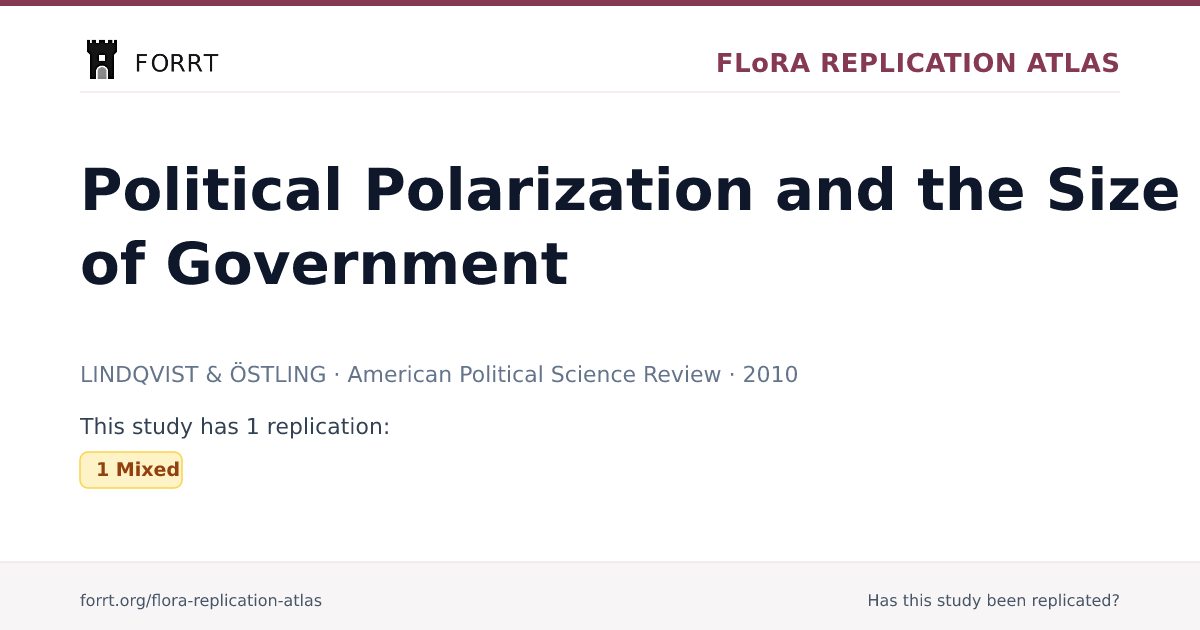 FORRT
FLoRA REPLICATION ATLAS
Political Polarization and the Size
of Government
LINDQVIST & ÖSTLING · American Political Science Review · 2010
This study has 1 replication:
1 Mixed
forrt.org/flora-replication-atlas
Has this study been replicated?